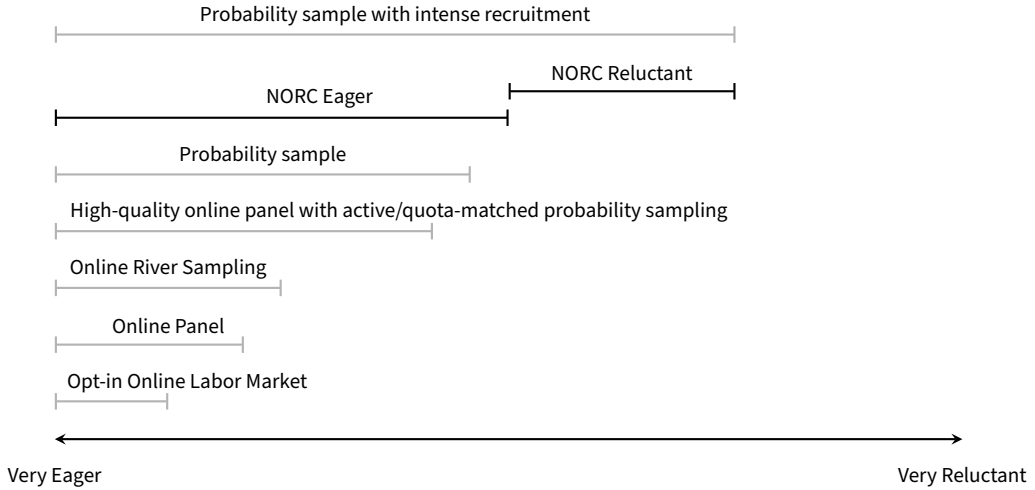 Probability sample with intense recruitment
NORC Reluctant
NORC Eager
Probability sample
High-quality online panel with active/quota-matched probability sampling
Online River Sampling
Online Panel
Opt-in Online Labor Market
Very Eager
Very Reluctant